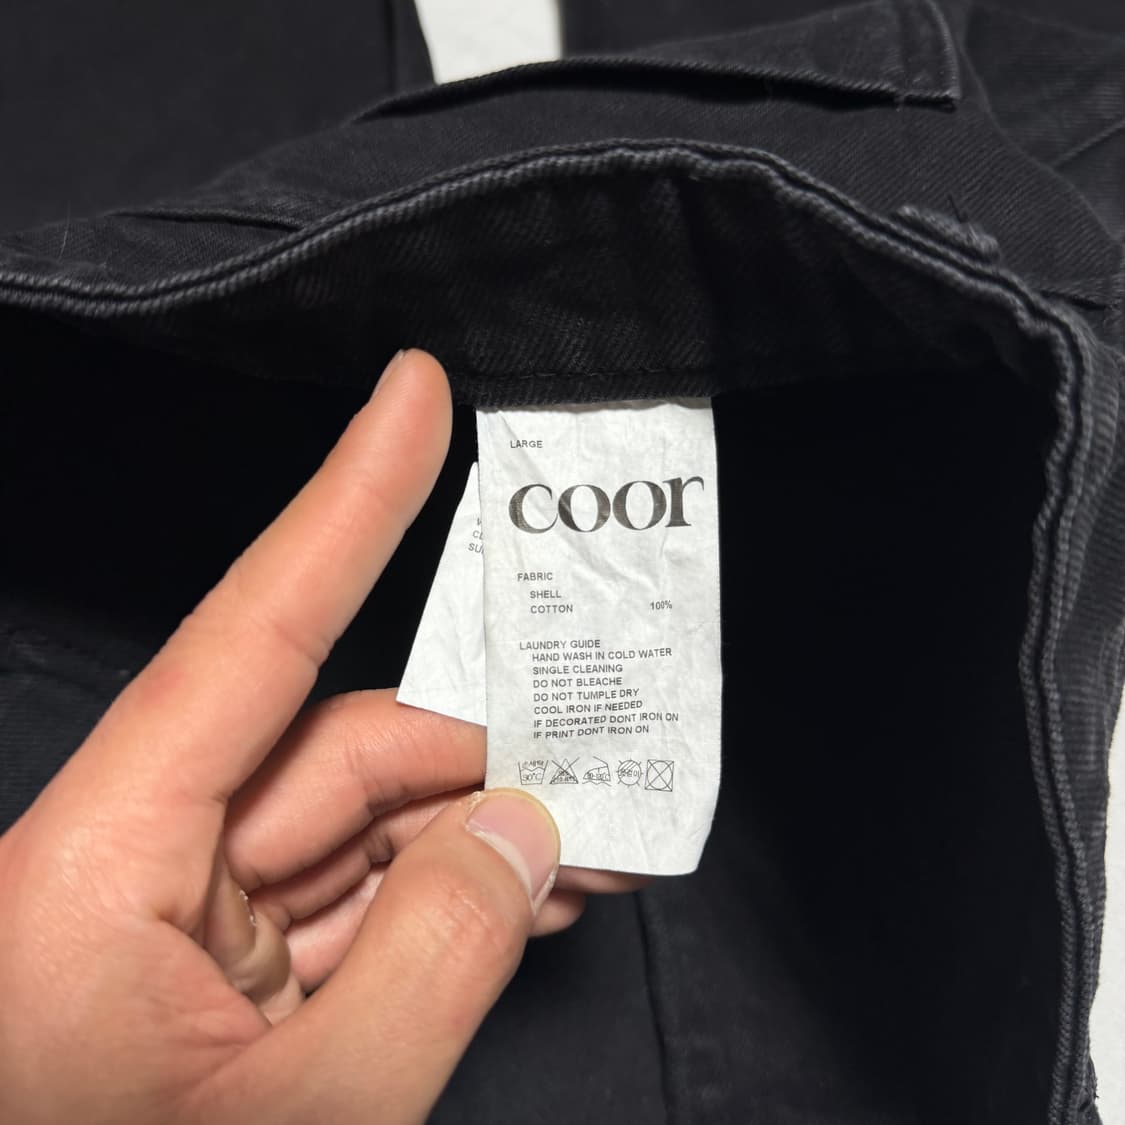 LARGE
coor
FABRIC
SHELL
COTTON 100%
LAUNDRY GUIDE
HAND WASH IN COLD WATER
SINGLE CLEANING
DO NOT BLEACHE
DO NOT TUMPLE DRY
COOL IRON IF NEEDED
IF DECORATED DONT IRON ON
IF PRINT DONT IRON ON
30°C